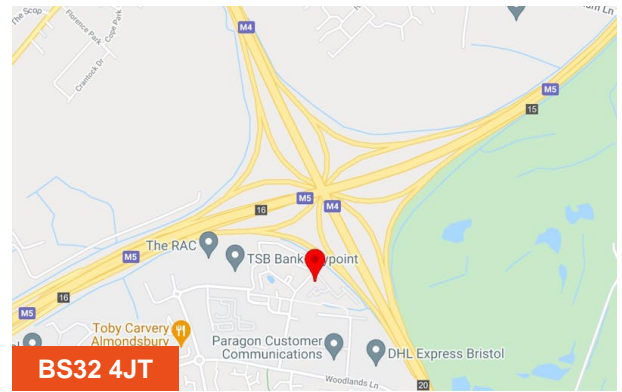 The Scop
Florence Park
Cope Park
Crantock Dr
M4
M5
15
M5
16
M4
The RAC
M5
TSB Bank
ypoint
16
M5
Toby Carvery
Almondsbury
Paragon Customer
Communications
DHL Express Bristol
Woodlands Ln
20
BS32 4JT